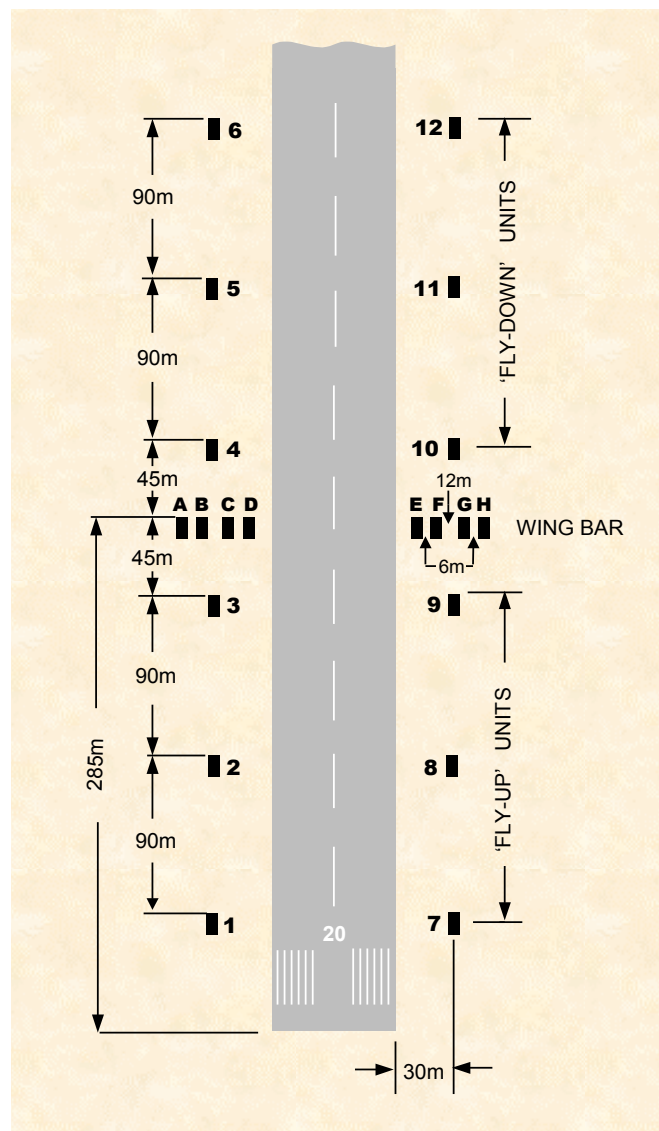 6
12
90m
5
11
'FLY-DOWN' UNITS
90m
4
10
45m
12m
A B C D
E F G H
WING BAR
45m
6m
3
9
90m
285m
2
8
'FLY-UP' UNITS
90m
1
20
7
30m